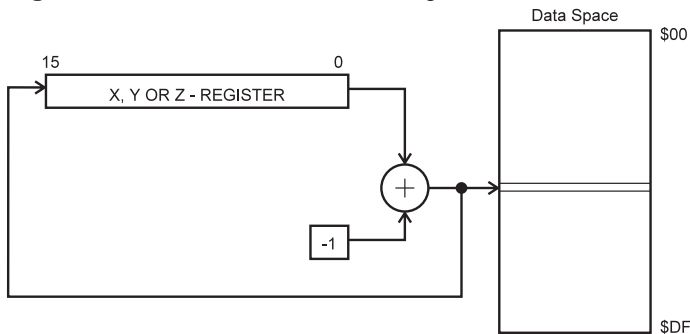 Data Space
$00
15 0
X, Y OR Z - REGISTER
+
-1
$DF